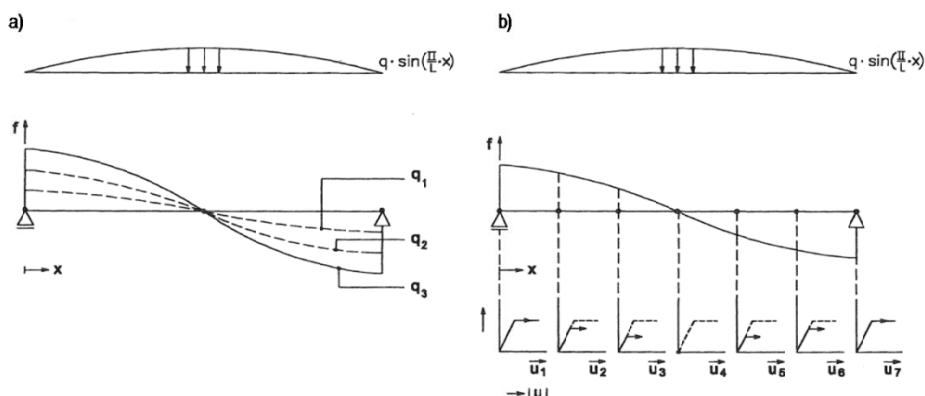 a)
q · sin(π/L · x)
f
q₁
q₂
x
q₃
b)
q · sin(π/L · x)
f
x
u₁ u₂ u₃ u₄ u₅ u₆ u₇
|u|